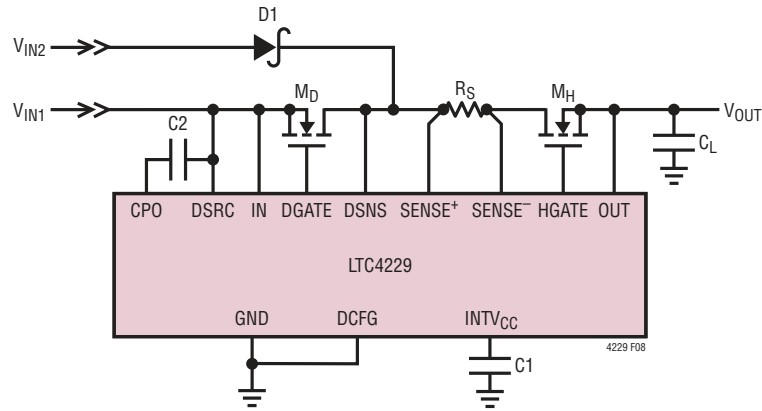 D1
VIN2
MD
RS
MH
VIN1
VOUT
C2
CL
CPO DSRC IN DGATE DSNS SENSE+ SENSE– HGATE OUT
LTC4229
GND DCFG INTVCC
4229 F08
C1